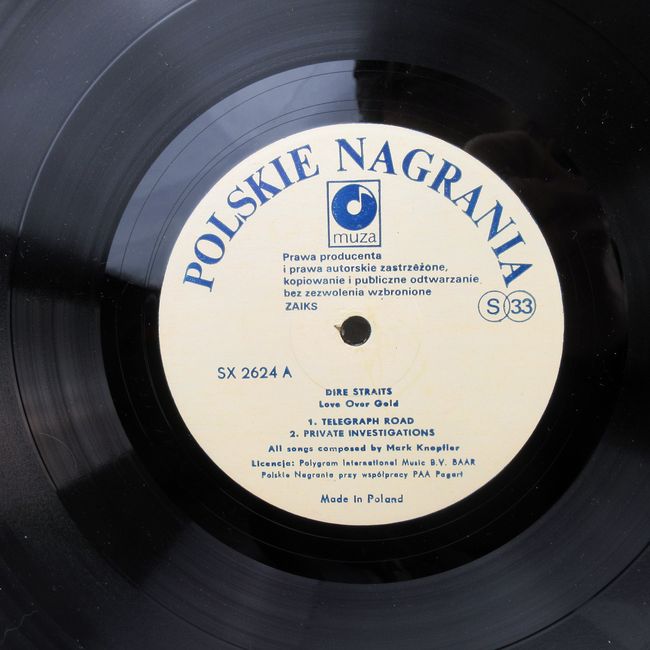 POLSKIE NAGRANIA
muza
Prawa producenta
i prawa autorskie zastrzeżone,
kopiowanie i publiczne odtwarzanie
bez zezwolenia wzbronione
ZAIKS
S 33
SX 2624 A
DIRE STRAITS
Love Over Gold
1. TELEGRAPH ROAD
2. PRIVATE INVESTIGATIONS
All songs composed by Mark Knopfler
Licencja: Polygram International Music B.V. BAAR
Polskie Nagrania przy współpracy PAA Pagart
Made in Poland